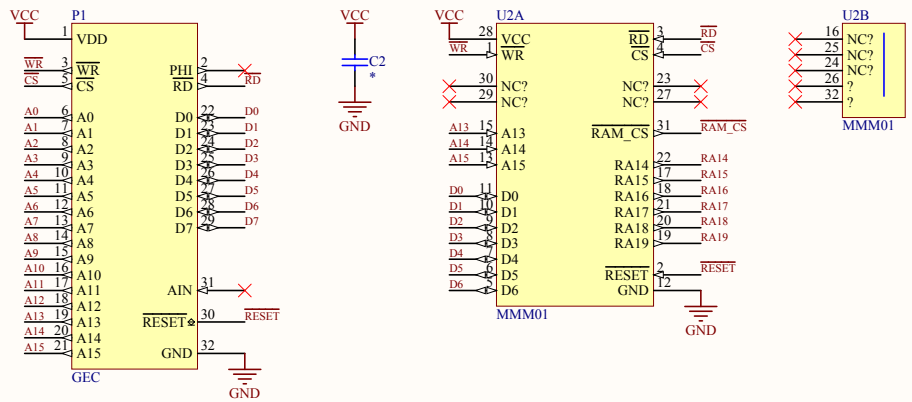 P1
VCC
1 VDD
WR 3 WR PHI 2
CS 5 CS RD 4 RD
A0 6 A0 D0 22 D0
A1 7 A1 D1 23 D1
A2 8 A2 D2 24 D2
A3 9 A3 D3 25 D3
A4 10 A4 D4 26 D4
A5 11 A5 D5 27 D5
A6 12 A6 D6 28 D6
A7 13 A7 D7 29 D7
A8 14 A8
A9 15 A9
A10 16 A10
A11 17 A11 AIN 31
A12 18 A12
A13 19 A13 RESET 30 RESET
A14 20 A14
A15 21 A15 GND 32
GEC
GND
VCC
C2
*
GND
U2A
VCC
28 VCC RD 3 RD
WR 1 WR CS 4 CS
30 NC? NC? 23
29 NC? NC? 27
A13 15 A13 RAM_CS 31 RAM_CS
A14 14 A14
A15 13 A15 RA14 22 RA14
RA15 17 RA15
D0 11 D0 RA16 18 RA16
D1 10 D1 RA17 21 RA17
D2 9 D2 RA18 20 RA18
D3 8 D3 RA19 19 RA19
D4 7 D4
D5 6 D5 RESET 2 RESET
D6 5 D6 GND 12
MMM01
GND
U2B
16 NC?
25 NC?
24 NC?
26 ?
32 ?
MMM01